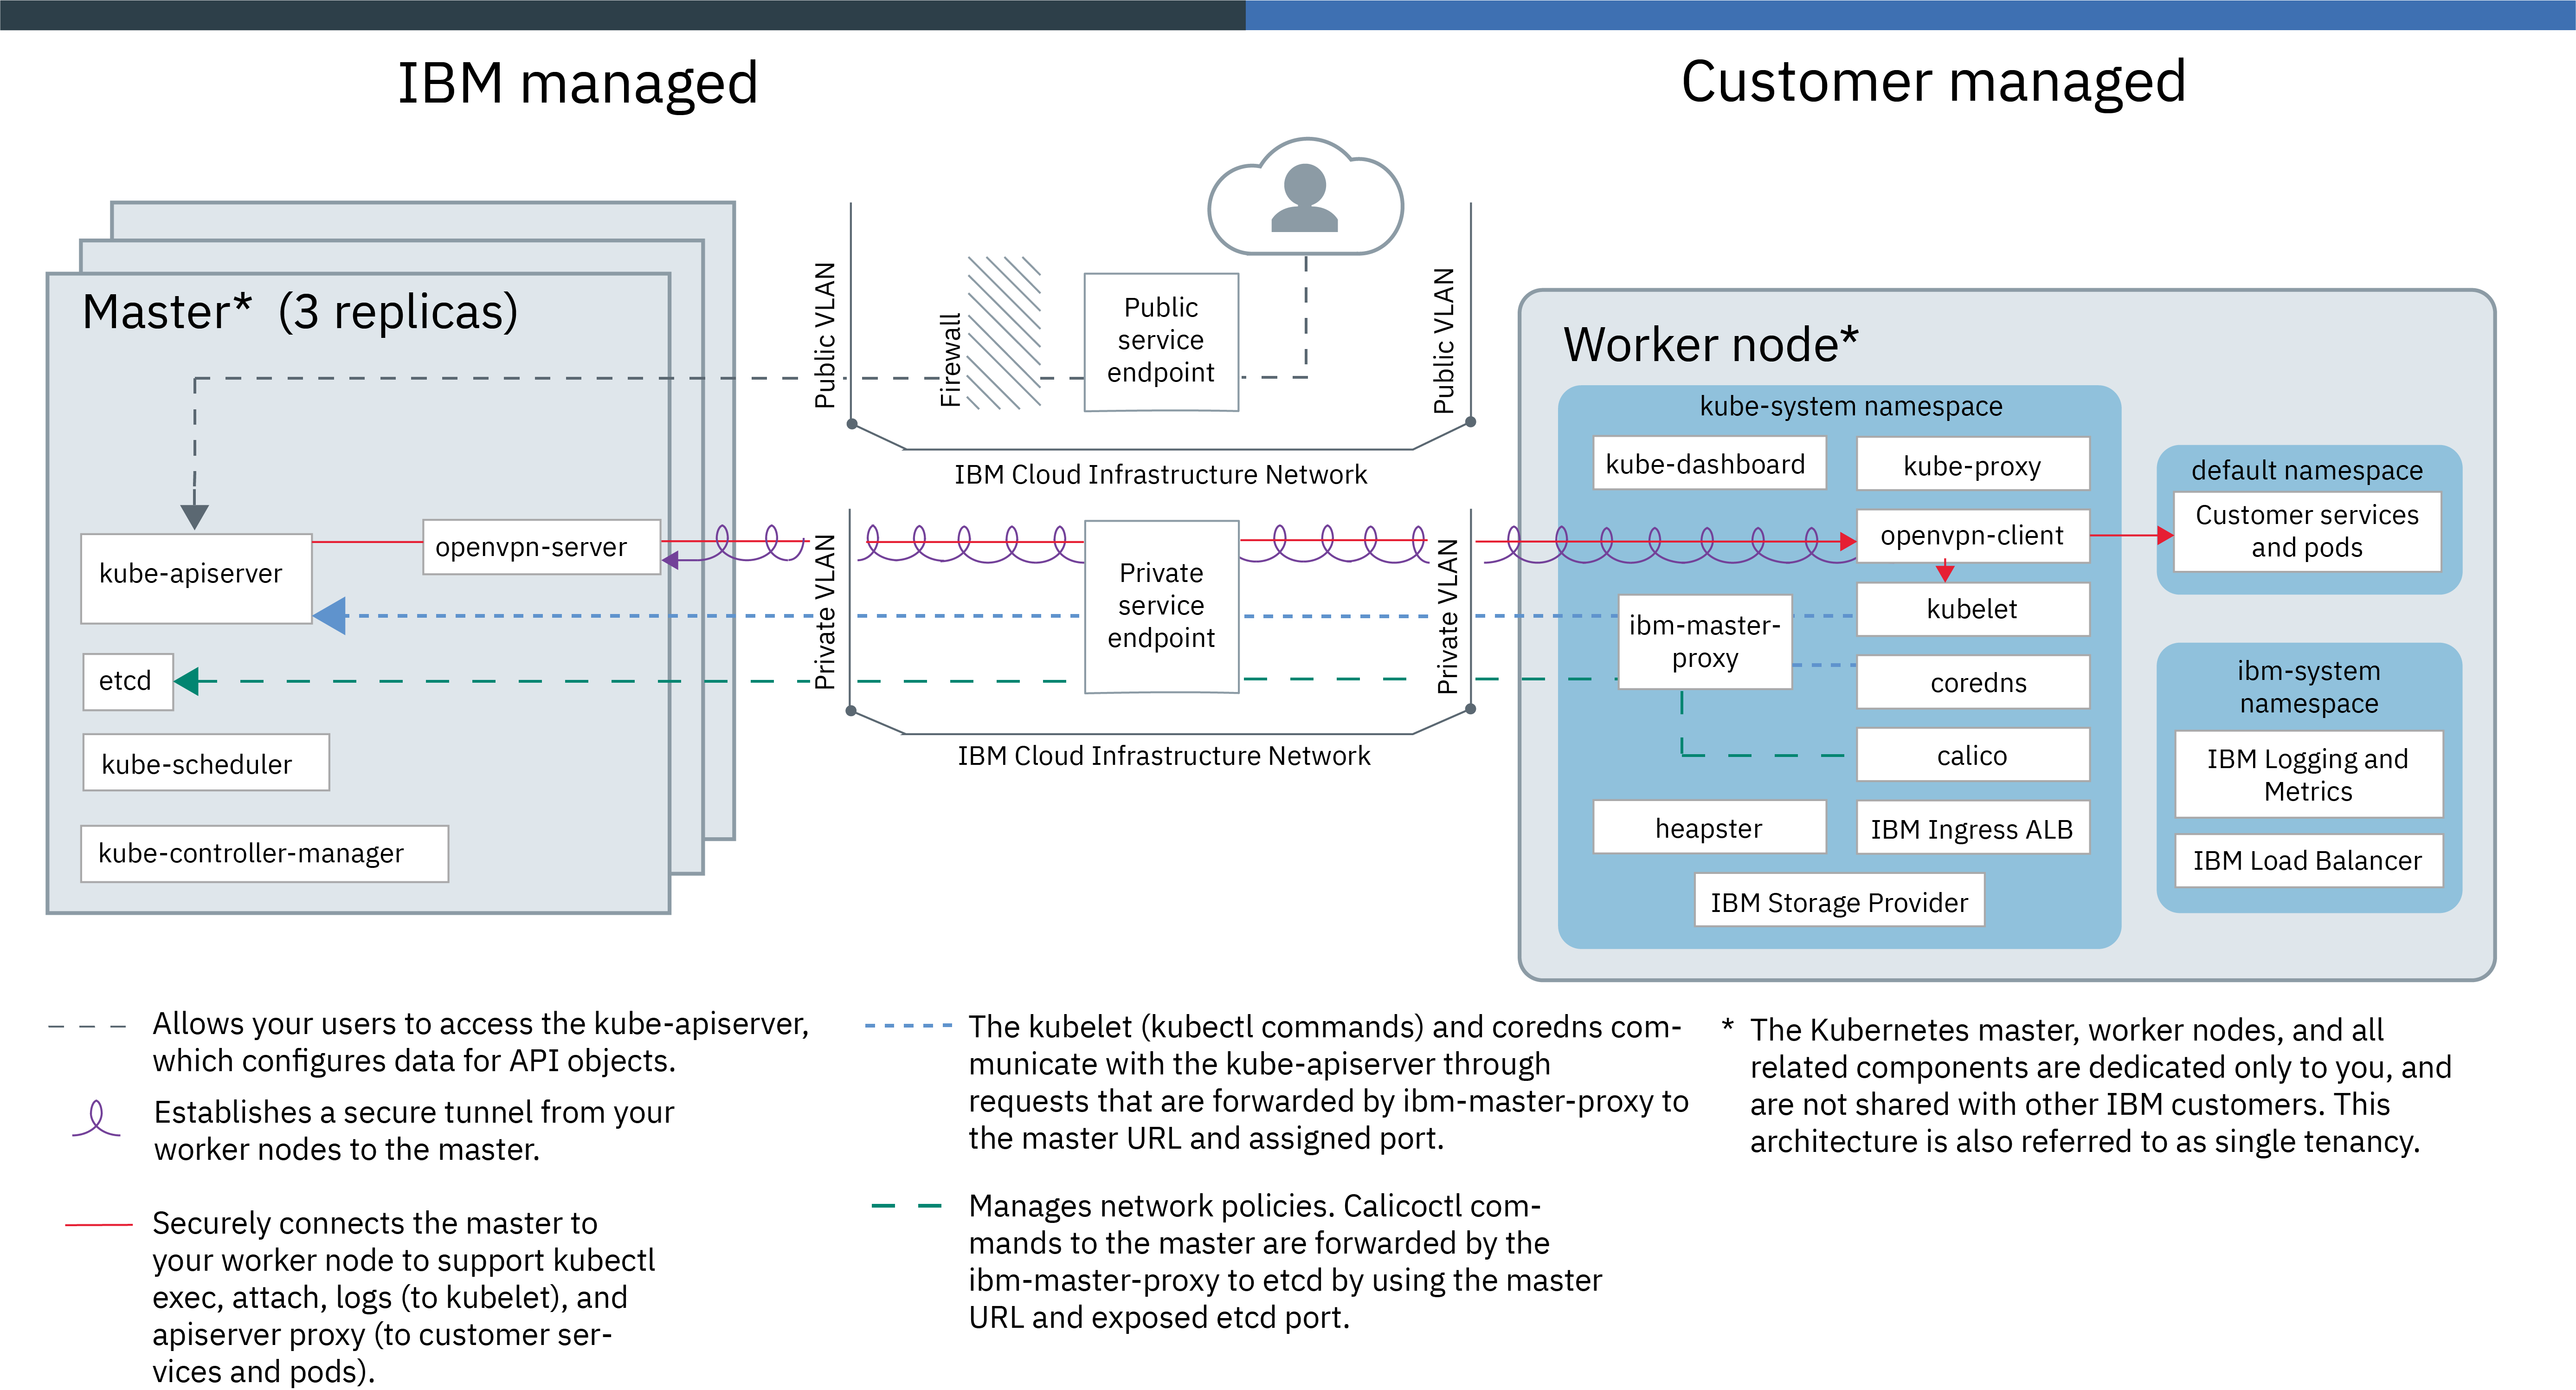 IBM managed
Customer managed
Master* (3 replicas)
kube-apiserver
openvpn-server
etcd
kube-scheduler
kube-controller-manager
Public VLAN
Firewall
Public
service
endpoint
Public VLAN
IBM Cloud Infrastructure Network
Private VLAN
Private
service
endpoint
Private VLAN
IBM Cloud Infrastructure Network
Worker node*
kube-system namespace
kube-dashboard
kube-proxy
openvpn-client
kubelet
ibm-master-
proxy
coredns
calico
heapster
IBM Ingress ALB
IBM Storage Provider
default namespace
Customer services
and pods
ibm-system
namespace
IBM Logging and
Metrics
IBM Load Balancer
Allows your users to access the kube-apiserver,
which configures data for API objects.
Establishes a secure tunnel from your
worker nodes to the master.
Securely connects the master to
your worker node to support kubectl
exec, attach, logs (to kubelet), and
apiserver proxy (to customer ser-
vices and pods).
The kubelet (kubectl commands) and coredns com-
municate with the kube-apiserver through
requests that are forwarded by ibm-master-proxy to
the master URL and assigned port.
Manages network policies. Calicoctl com-
mands to the master are forwarded by the
ibm-master-proxy to etcd by using the master
URL and exposed etcd port.
* The Kubernetes master, worker nodes, and all
related components are dedicated only to you, and
are not shared with other IBM customers. This
architecture is also referred to as single tenancy.